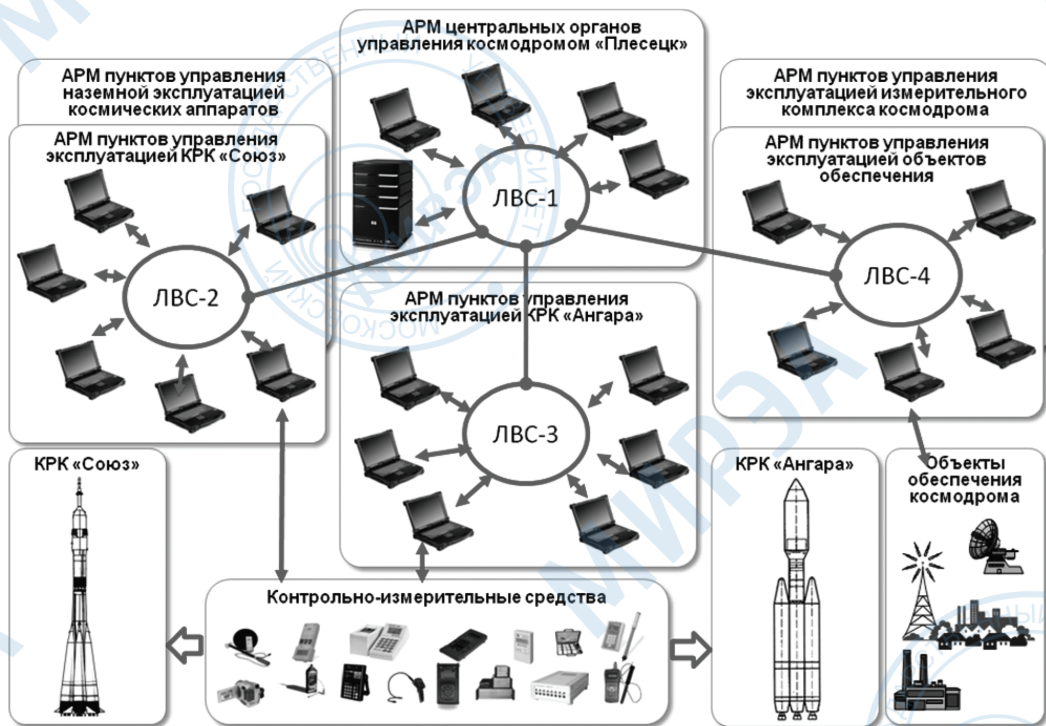 АРМ центральных органов
управления космодромом «Плесецк»
АРМ пунктов управления
наземной эксплуатацией
космических аппаратов
АРМ пунктов управления
эксплуатацией КРК «Союз»
АРМ пунктов управления
эксплуатацией измерительного
комплекса космодрома
АРМ пунктов управления
эксплуатацией объектов
обеспечения
ЛВС-1
ЛВС-2
ЛВС-4
АРМ пунктов управления
эксплуатацией КРК «Ангара»
ЛВС-3
КРК «Союз»
КРК «Ангара»
Объекты
обеспечения
космодрома
Контрольно-измерительные средства
МИРЭА
МИРЭА